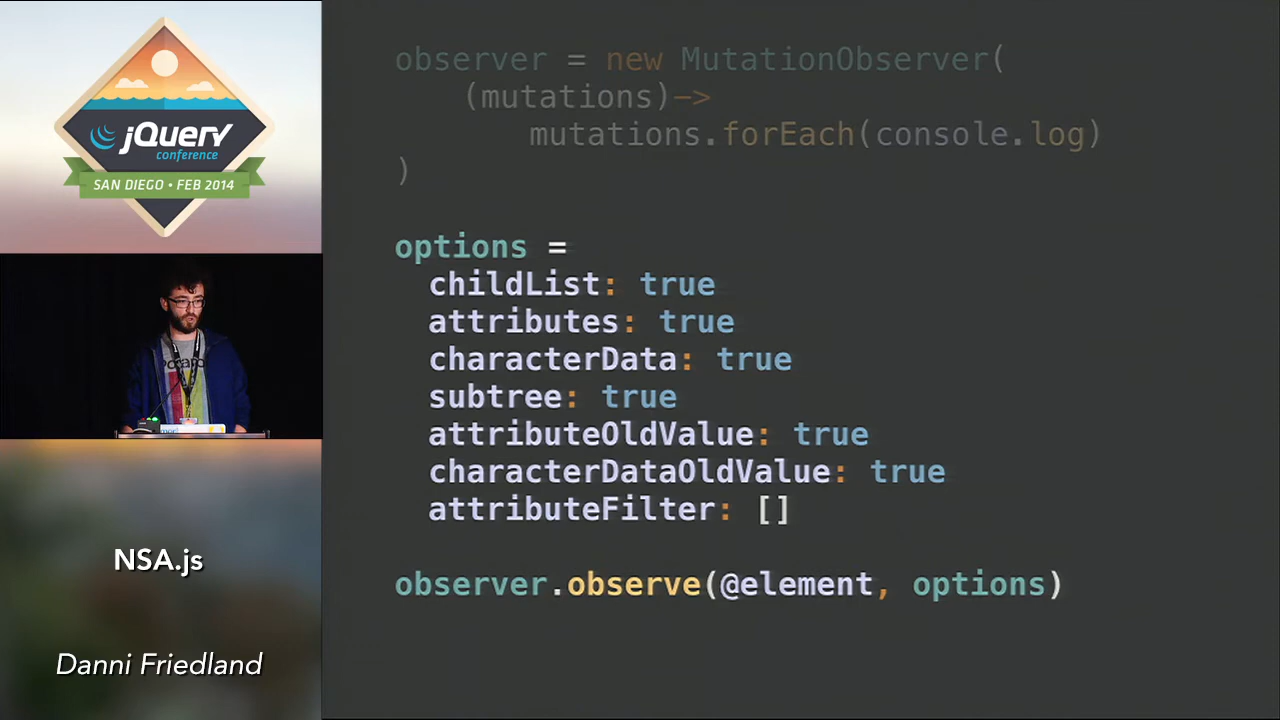 jQuery
conference
SAN DIEGO • FEB 2014
NSA.js
Danni Friedland
observer = new MutationObserver(
(mutations)->
mutations.forEach(console.log)
)
options =
childList: true
attributes: true
characterData: true
subtree: true
attributeOldValue: true
characterDataOldValue: true
attributeFilter: []
observer.observe(@element, options)